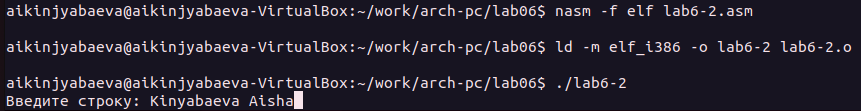 aikinjyabaeva@aikinjyabaeva-VirtualBox:~/work/arch-pc/lab06$ nasm -f elf lab6-2.asm
aikinjyabaeva@aikinjyabaeva-VirtualBox:~/work/arch-pc/lab06$ ld -m elf_i386 -o lab6-2 lab6-2.o
aikinjyabaeva@aikinjyabaeva-VirtualBox:~/work/arch-pc/lab06$ ./lab6-2
Введите строку: Kinyabaeva Aisha